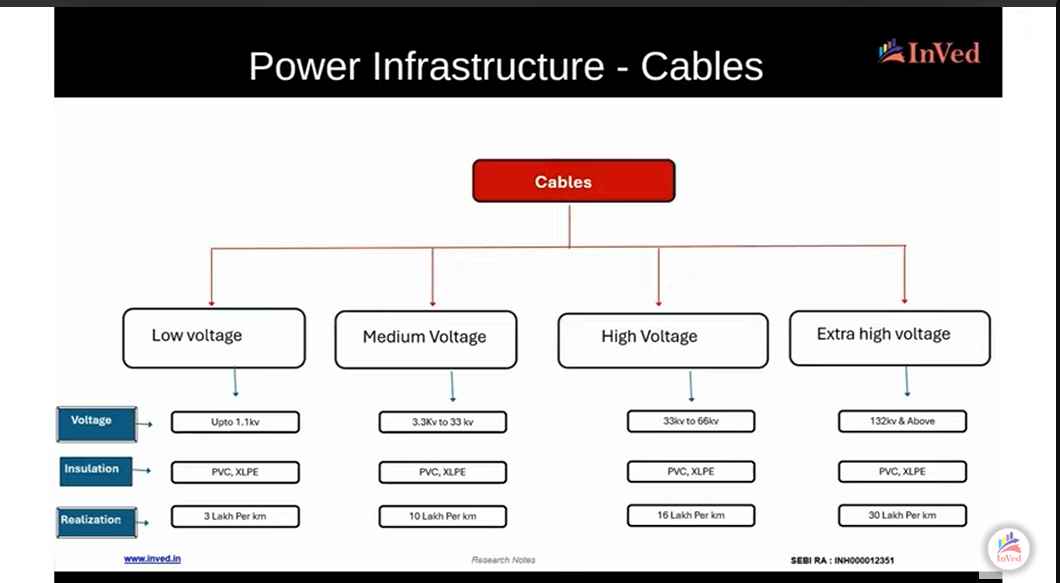 Power Infrastructure - Cables
InVed
Cables
Low voltage
Medium Voltage
High Voltage
Extra high voltage
Voltage
Upto 1.1kv
3.3Kv to 33 kv
33kv to 66kv
132kv & Above
Insulation
PVC, XLPE
PVC, XLPE
PVC, XLPE
PVC, XLPE
Realization
3 Lakh Per km
10 Lakh Per km
16 Lakh Per km
30 Lakh Per km
www.inved.in
Research Notes
SEBI RA : INH000012351
InVed